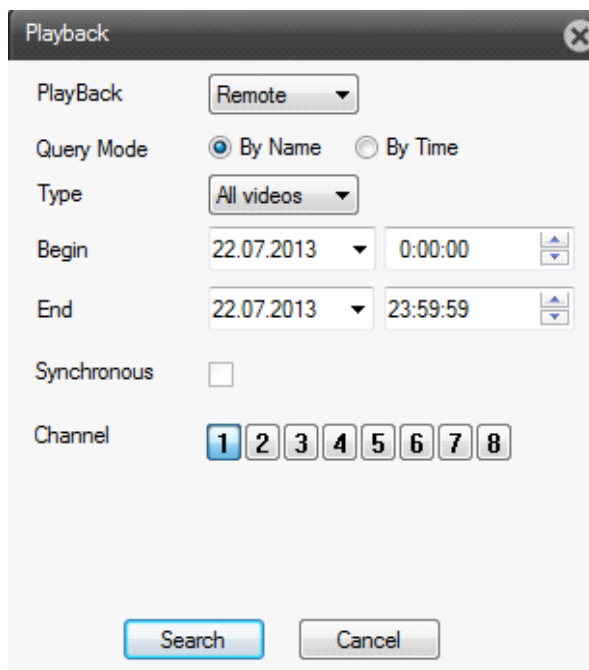 Playback
PlayBack Remote
Query Mode By Name By Time
Type All videos
Begin 22.07.2013 0:00:00
End 22.07.2013 23:59:59
Synchronous
Channel 1 2 3 4 5 6 7 8
Search Cancel